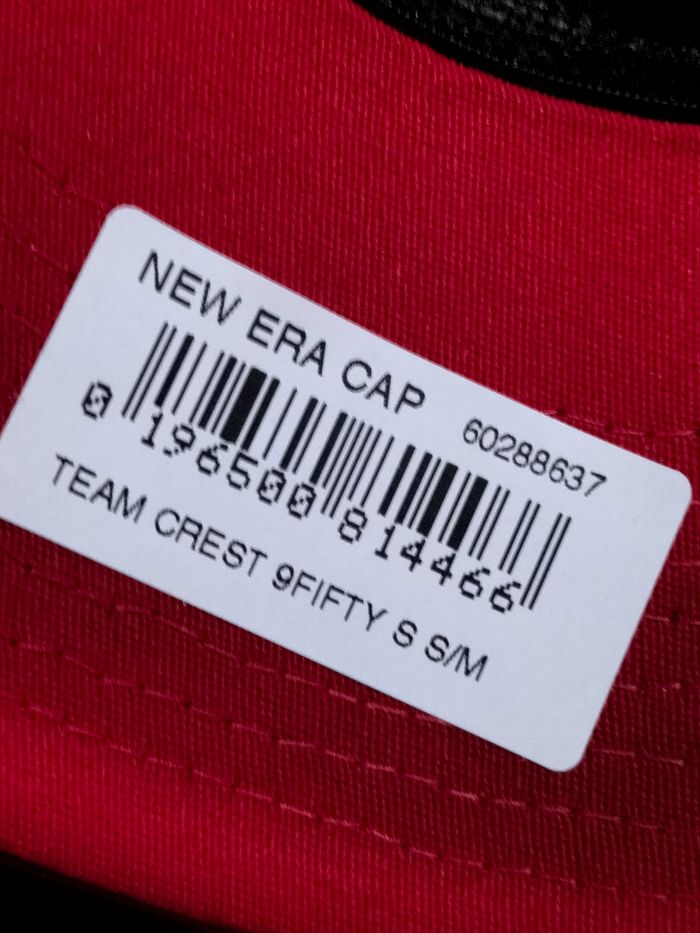 NEW ERA CAP
60288637
0 196500 814466
TEAM CREST 9FIFTY S S/M